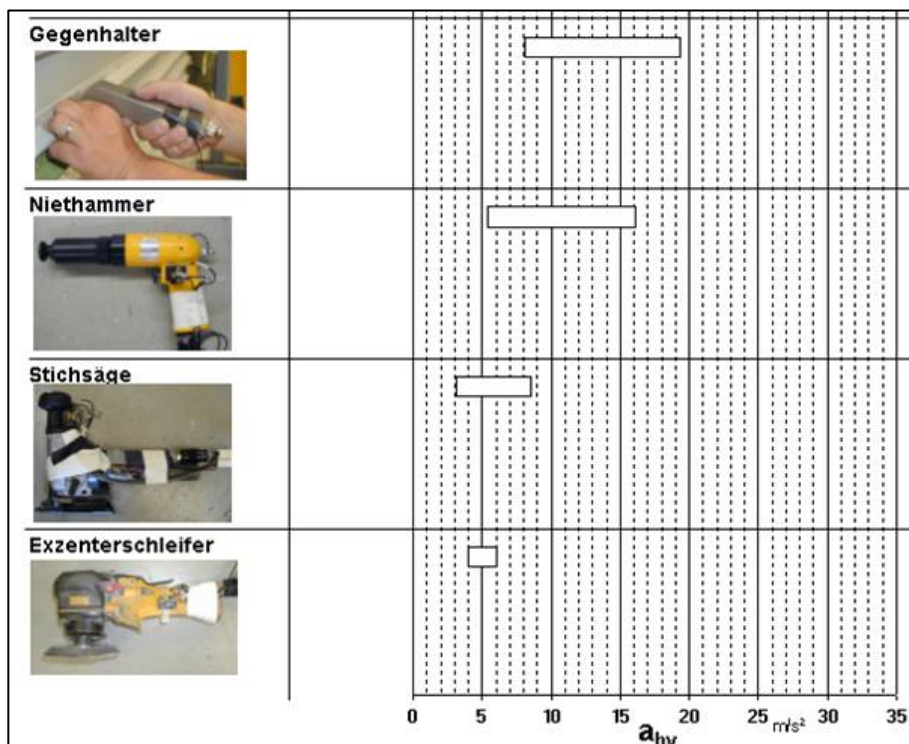 Gegenhalter
Niethammer
Stichsäge
Exzenterschleifer
0 5 10 15 20 25 m/s² 30 35
a_hv